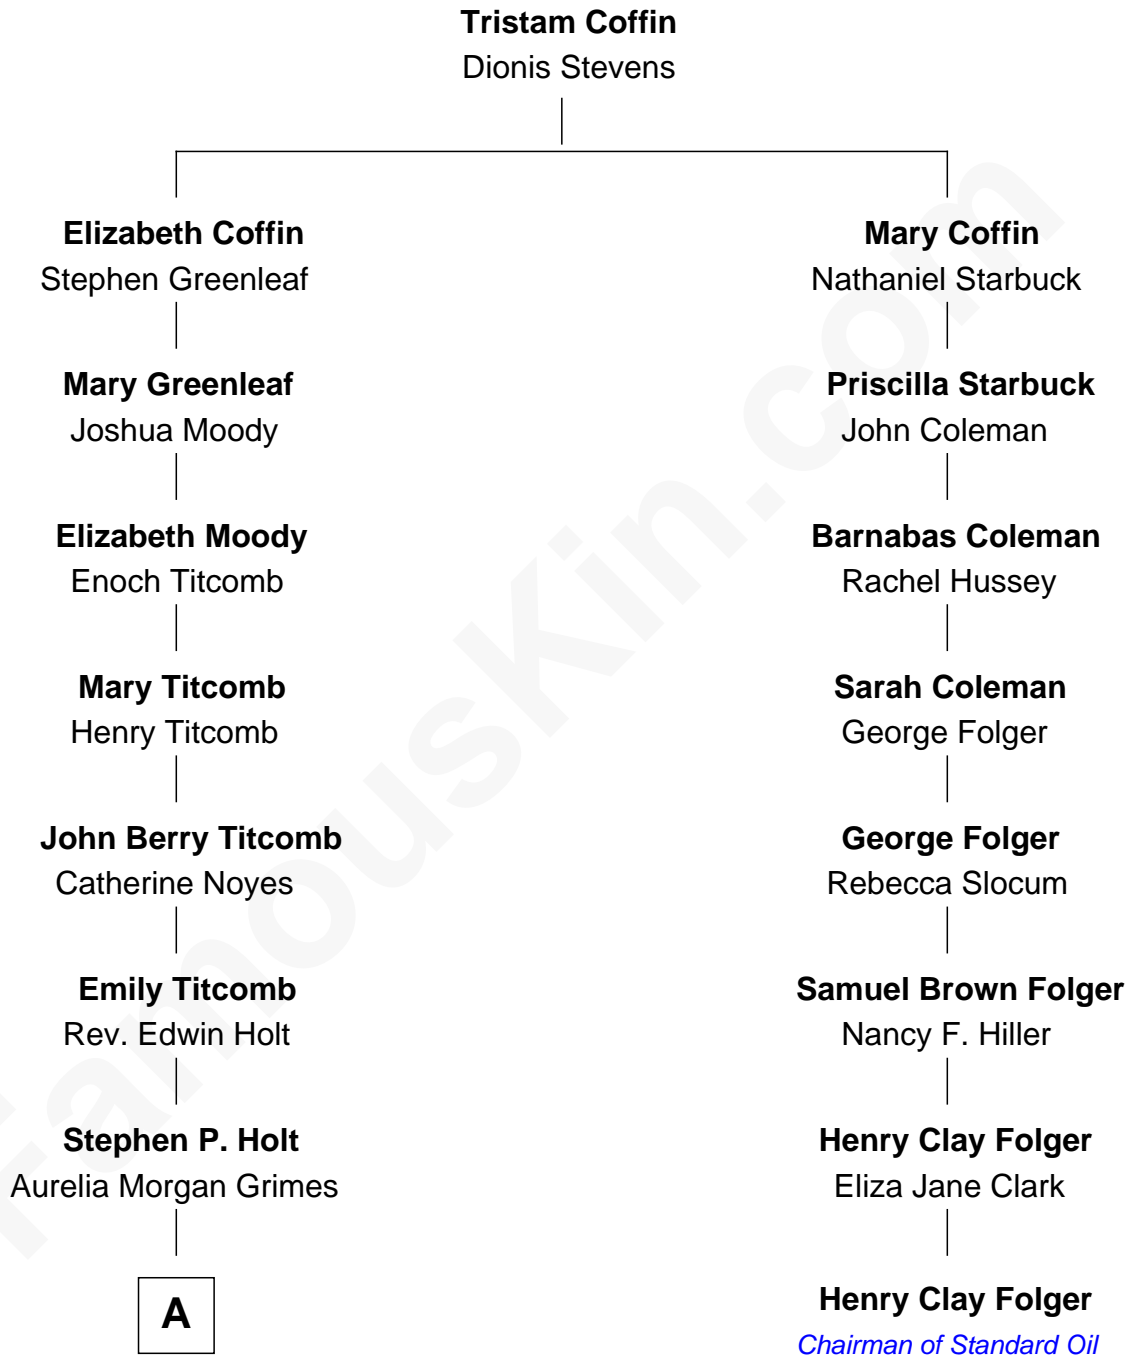 Tristam Coffin
Dionis Stevens
Elizabeth Coffin
Stephen Greenleaf
Mary Coffin
Nathaniel Starbuck
Mary Greenleaf
Joshua Moody
Priscilla Starbuck
John Coleman
Elizabeth Moody
Enoch Titcomb
Barnabas Coleman
Rachel Hussey
Mary Titcomb
Henry Titcomb
Sarah Coleman
George Folger
John Berry Titcomb
Catherine Noyes
George Folger
Rebecca Slocum
Emily Titcomb
Rev. Edwin Holt
Samuel Brown Folger
Nancy F. Hiller
Stephen P. Holt
Aurelia Morgan Grimes
Henry Clay Folger
Eliza Jane Clark
A
Henry Clay Folger
Chairman of Standard Oil
FamousKin.com